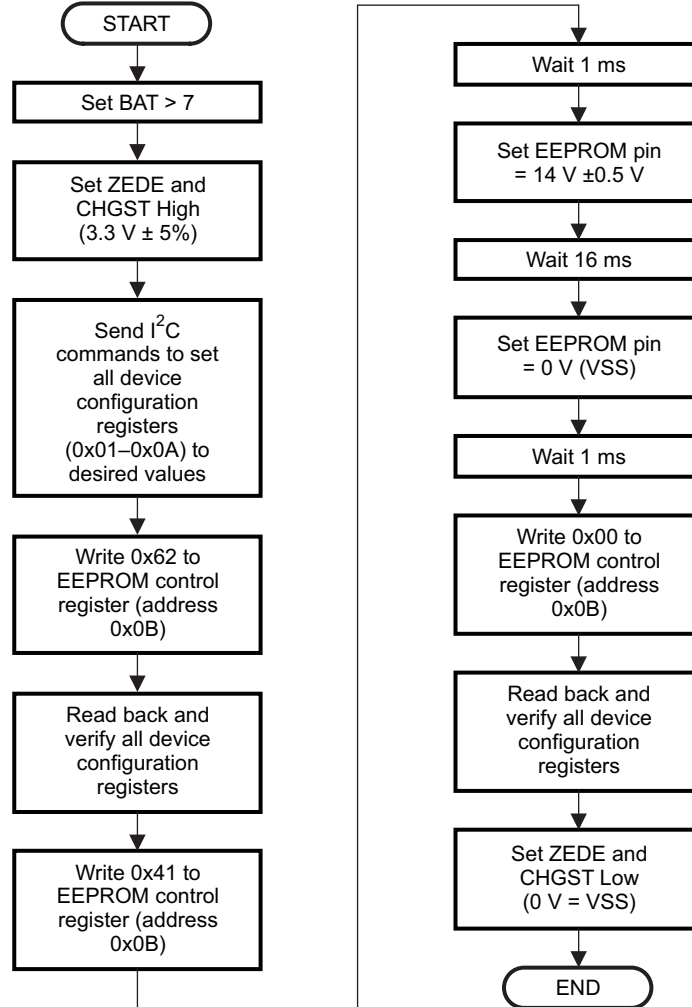 START
Set BAT > 7
Set ZEDE and
CHGST High
(3.3 V ± 5%)
Send I²C
commands to set
all device
configuration
registers
(0x01–0x0A) to
desired values
Write 0x62 to
EEPROM control
register (address
0x0B)
Read back and
verify all device
configuration
registers
Write 0x41 to
EEPROM control
register (address
0x0B)
Wait 1 ms
Set EEPROM pin
= 14 V ±0.5 V
Wait 16 ms
Set EEPROM pin
= 0 V (VSS)
Wait 1 ms
Write 0x00 to
EEPROM control
register (address
0x0B)
Read back and
verify all device
configuration
registers
Set ZEDE and
CHGST Low
(0 V = VSS)
END